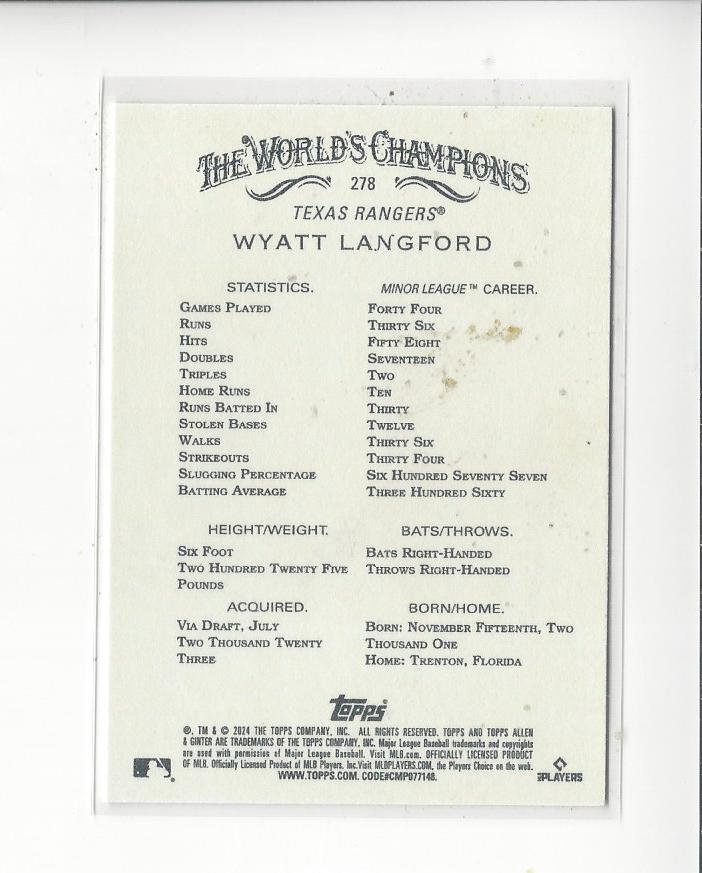 THE WORLD'S CHAMPIONS
278
TEXAS RANGERS®
WYATT LANGFORD
STATISTICS. MINOR LEAGUE™ CAREER.
GAMES PLAYED FORTY FOUR
RUNS THIRTY SIX
HITS FIFTY EIGHT
DOUBLES SEVENTEEN
TRIPLES TWO
HOME RUNS TEN
RUNS BATTED IN THIRTY
STOLEN BASES TWELVE
WALKS THIRTY SIX
STRIKEOUTS THIRTY FOUR
SLUGGING PERCENTAGE SIX HUNDRED SEVENTY SEVEN
BATTING AVERAGE THREE HUNDRED SIXTY
HEIGHT/WEIGHT.
SIX FOOT
TWO HUNDRED TWENTY FIVE
POUNDS
BATS/THROWS.
BATS RIGHT-HANDED
THROWS RIGHT-HANDED
ACQUIRED.
VIA DRAFT, JULY
TWO THOUSAND TWENTY
THREE
BORN/HOME.
BORN: NOVEMBER FIFTEENTH, TWO
THOUSAND ONE
HOME: TRENTON, FLORIDA
Topps®
®, TM & © 2024 THE TOPPS COMPANY, INC. ALL RIGHTS RESERVED. TOPPS AND TOPPS ALLEN
& GINTER ARE TRADEMARKS OF THE TOPPS COMPANY, INC. Major League Baseball trademarks and copyrights
are used with permission of Major League Baseball. Visit MLB.com. OFFICIALLY LICENSED PRODUCT
OF MLB. Officially Licensed Product of MLB Players, Inc. Visit MLBPLAYERS.COM, the Players Choice on the web.
WWW.TOPPS.COM. CODE#CMP077148.
MLB PLAYERS